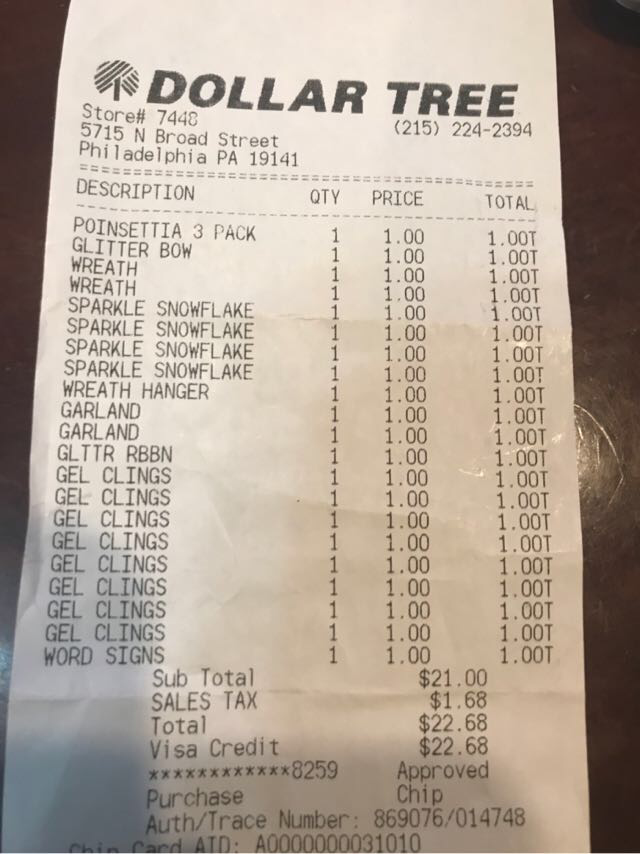 DOLLAR TREE
Store# 7448 (215) 224-2394
5715 N Broad Street
Philadelphia PA 19141
================================================
DESCRIPTION QTY PRICE TOTAL
------------------------------------------------
POINSETTIA 3 PACK 1 1.00 1.00T
GLITTER BOW 1 1.00 1.00T
WREATH 1 1.00 1.00T
WREATH 1 1.00 1.00T
SPARKLE SNOWFLAKE 1 1.00 1.00T
SPARKLE SNOWFLAKE 1 1.00 1.00T
SPARKLE SNOWFLAKE 1 1.00 1.00T
SPARKLE SNOWFLAKE 1 1.00 1.00T
WREATH HANGER 1 1.00 1.00T
GARLAND 1 1.00 1.00T
GARLAND 1 1.00 1.00T
GLTTR RBBN 1 1.00 1.00T
GEL CLINGS 1 1.00 1.00T
GEL CLINGS 1 1.00 1.00T
GEL CLINGS 1 1.00 1.00T
GEL CLINGS 1 1.00 1.00T
GEL CLINGS 1 1.00 1.00T
GEL CLINGS 1 1.00 1.00T
GEL CLINGS 1 1.00 1.00T
GEL CLINGS 1 1.00 1.00T
WORD SIGNS 1 1.00 1.00T
Sub Total $21.00
SALES TAX $1.68
Total $22.68
Visa Credit $22.68
************8259 Approved
Purchase Chip
Auth/Trace Number: 869076/014748
Chip Card AID: A0000000031010